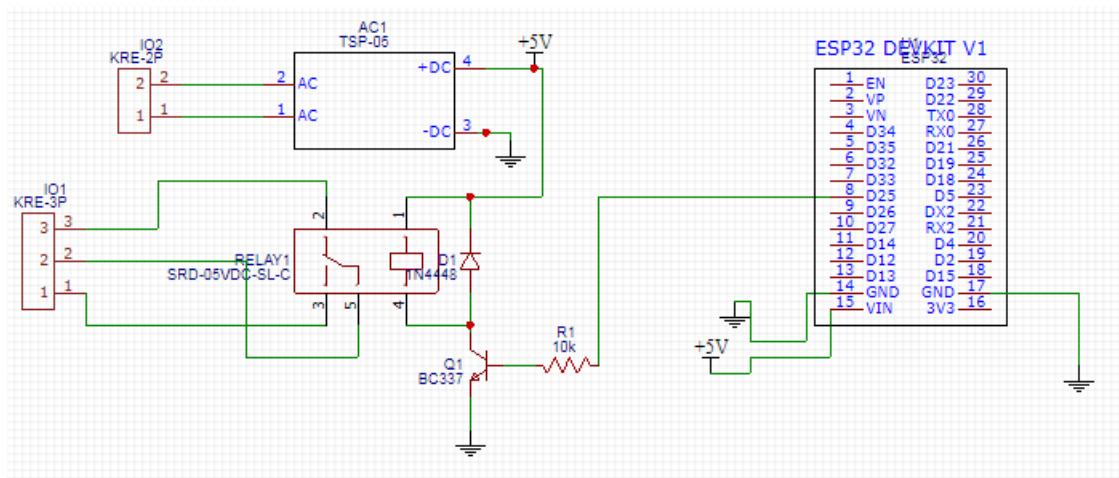 IO2
KRE-2P
2 2
1 1
AC1
TSP-05
2 AC
1 AC
+DC 4
-DC 3
+5V
IO1
KRE-3P
3 3
2 2
1 1
2
1
RELAY1
SRD-05VDC-SL-C
3
5
4
D1
1N4448
Q1
BC337
R1
10k
+5V
ESP32 DEVKIT V1
U1
ESP32
1 EN D23 30
2 VP D22 29
3 VN TX0 28
4 D34 RX0 27
5 D35 D21 26
6 D32 D19 25
7 D33 D18 24
8 D25 D5 23
9 D26 DX2 22
10 D27 RX2 21
11 D14 D4 20
12 D12 D2 19
13 D13 D15 18
14 GND GND 17
15 VIN 3V3 16